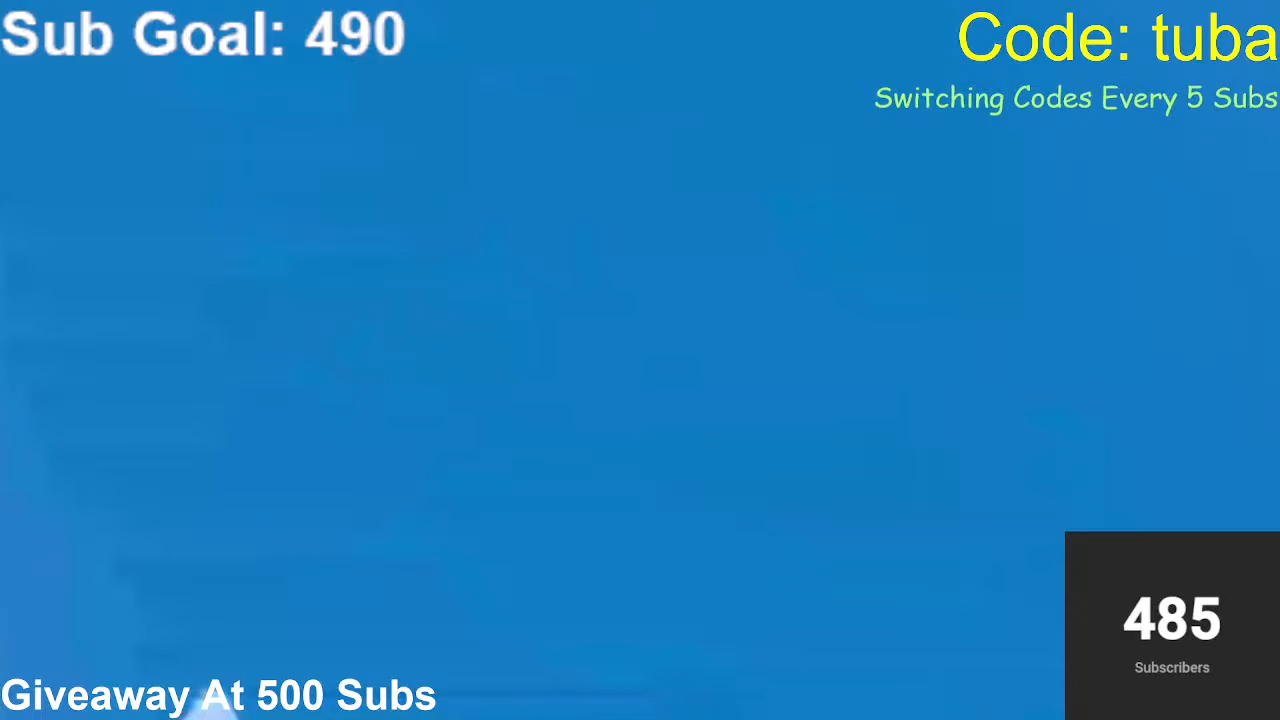 Sub Goal: 490
Code: tuba
Switching Codes Every 5 Subs
485
Subscribers
Giveaway At 500 Subs